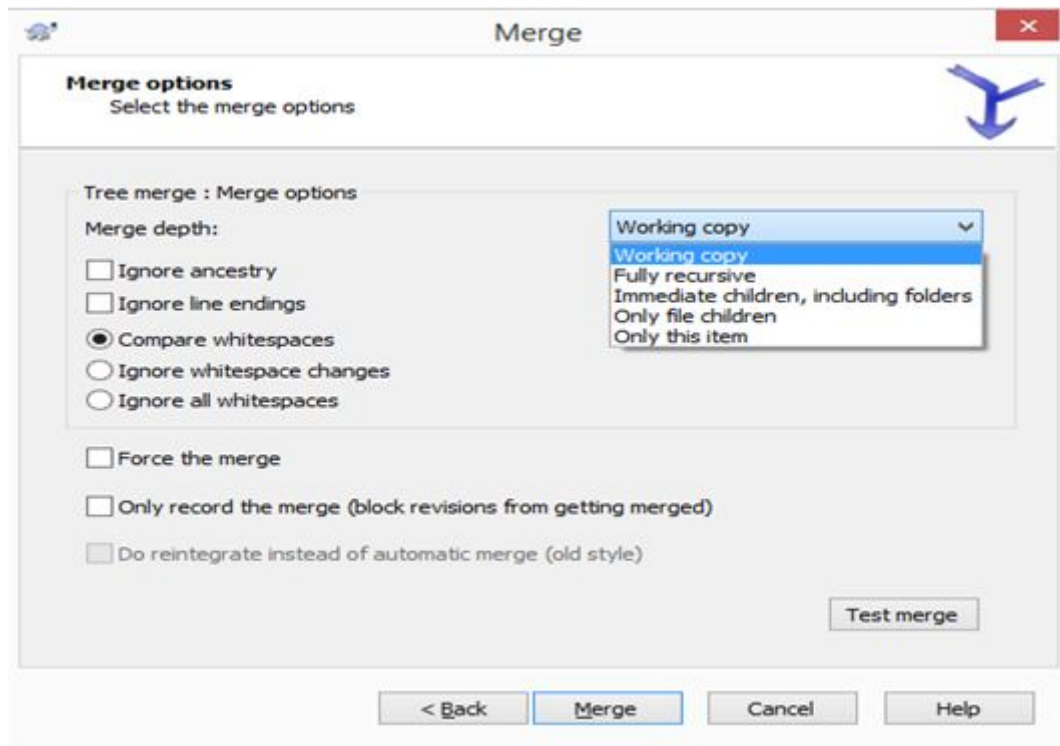 Merge
Merge options
Select the merge options
Tree merge : Merge options
Merge depth:
Working copy
Working copy
Fully recursive
Immediate children, including folders
Only file children
Only this item
Ignore ancestry
Ignore line endings
Compare whitespaces
Ignore whitespace changes
Ignore all whitespaces
Force the merge
Only record the merge (block revisions from getting merged)
Do reintegrate instead of automatic merge (old style)
Test merge
< Back
Merge
Cancel
Help